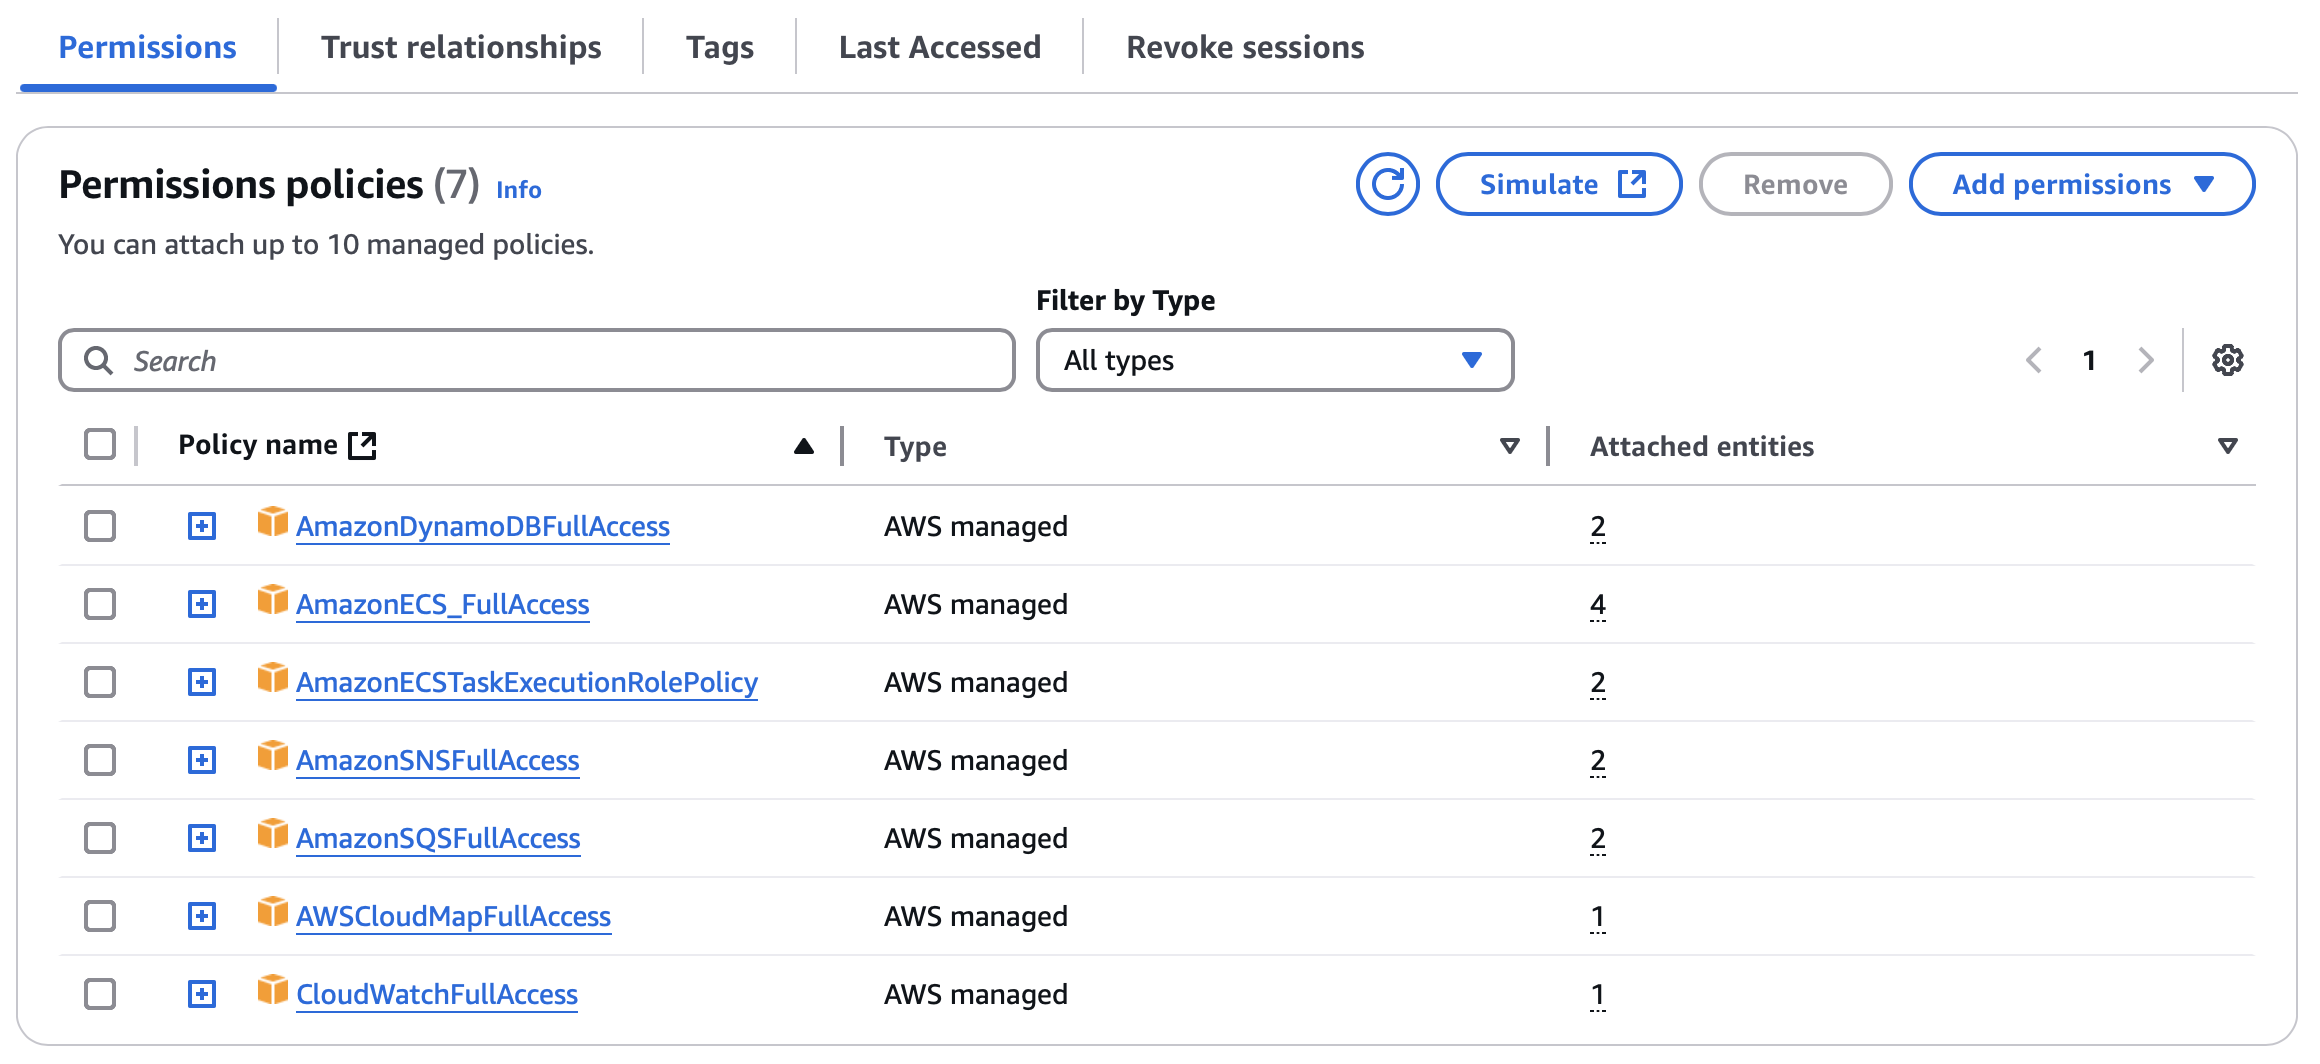 Permissions Trust relationships Tags Last Accessed Revoke sessions
Permissions policies (7) Info Simulate Remove Add permissions
You can attach up to 10 managed policies.
Filter by Type
Search All types 1
Policy name Type Attached entities
AmazonDynamoDBFullAccess AWS managed 2
AmazonECS_FullAccess AWS managed 4
AmazonECSTaskExecutionRolePolicy AWS managed 2
AmazonSNSFullAccess AWS managed 2
AmazonSQSFullAccess AWS managed 2
AWSCloudMapFullAccess AWS managed 1
CloudWatchFullAccess AWS managed 1